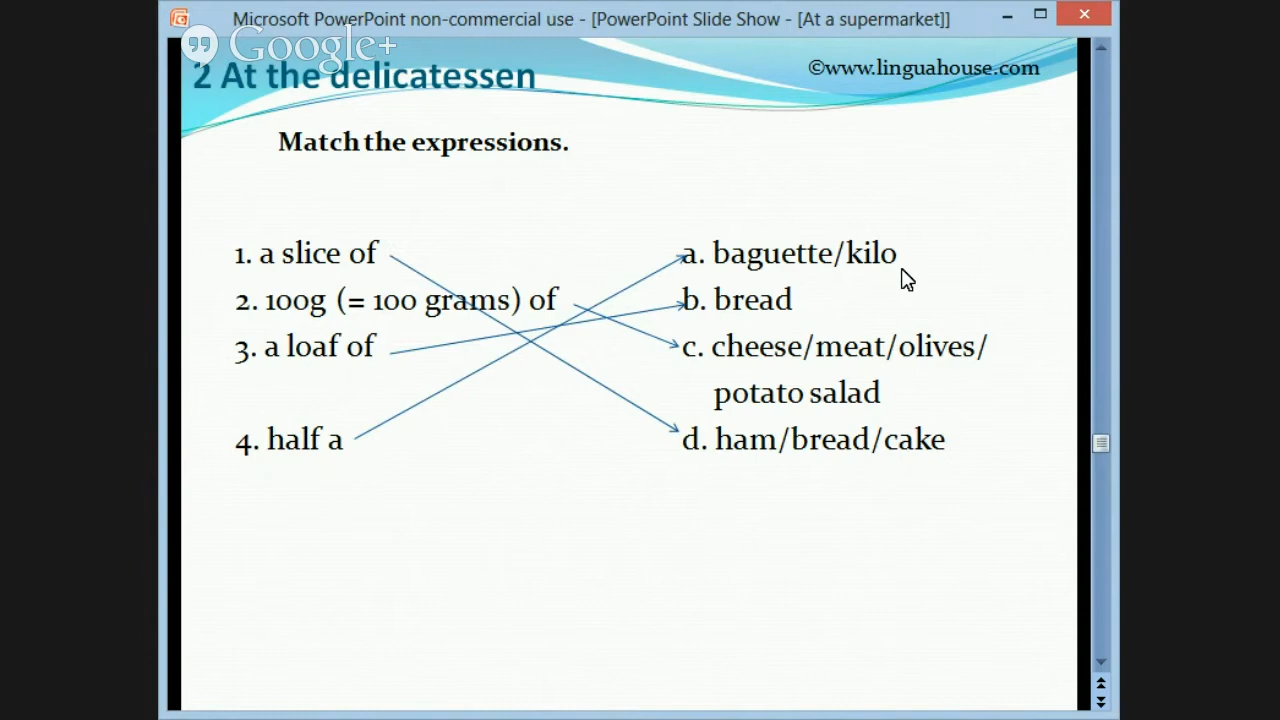 Microsoft PowerPoint non-commercial use - [PowerPoint Slide Show - [At a supermarket]]
Google+
2 At the delicatessen
©www.linguahouse.com
Match the expressions.
1. a slice of
a. baguette/kilo
2. 100g (= 100 grams) of
b. bread
3. a loaf of
c. cheese/meat/olives/
potato salad
4. half a
d. ham/bread/cake